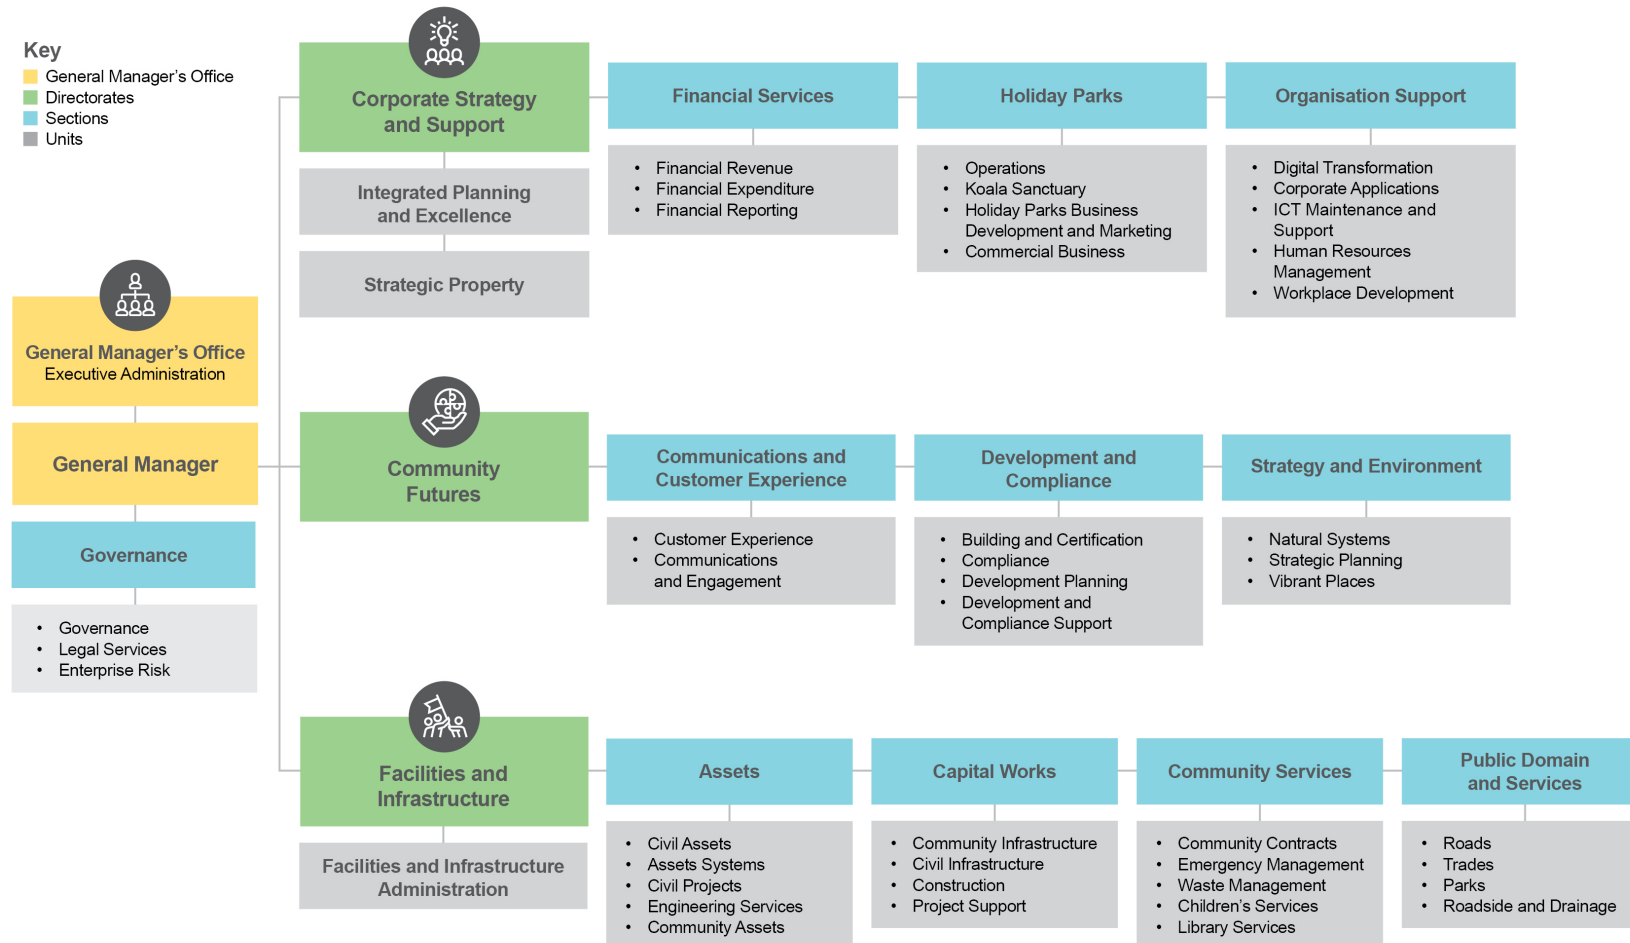 Key
General Manager's Office
Directorates
Sections
Units
General Manager's Office
Executive Administration
General Manager
Governance
• Governance
• Legal Services
• Enterprise Risk
Corporate Strategy
and Support
Integrated Planning
and Excellence
Strategic Property
Financial Services
• Financial Revenue
• Financial Expenditure
• Financial Reporting
Holiday Parks
• Operations
• Koala Sanctuary
• Holiday Parks Business
Development and Marketing
• Commercial Business
Organisation Support
• Digital Transformation
• Corporate Applications
• ICT Maintenance and
Support
• Human Resources
Management
• Workplace Development
Community
Futures
Communications and
Customer Experience
• Customer Experience
• Communications
and Engagement
Development and
Compliance
• Building and Certification
• Compliance
• Development Planning
• Development and
Compliance Support
Strategy and Environment
• Natural Systems
• Strategic Planning
• Vibrant Places
Facilities and
Infrastructure
Facilities and Infrastructure
Administration
Assets
• Civil Assets
• Assets Systems
• Civil Projects
• Engineering Services
• Community Assets
Capital Works
• Community Infrastructure
• Civil Infrastructure
• Construction
• Project Support
Community Services
• Community Contracts
• Emergency Management
• Waste Management
• Children's Services
• Library Services
Public Domain
and Services
• Roads
• Trades
• Parks
• Roadside and Drainage